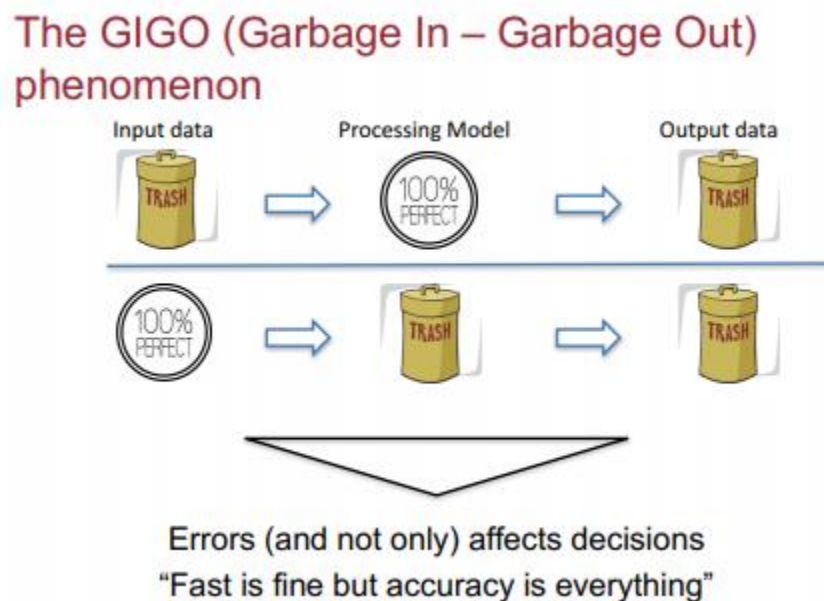 The GIGO (Garbage In – Garbage Out)
phenomenon
Input data Processing Model Output data
TRASH 100% PERFECT TRASH
100% PERFECT TRASH TRASH
Errors (and not only) affects decisions
“Fast is fine but accuracy is everything”